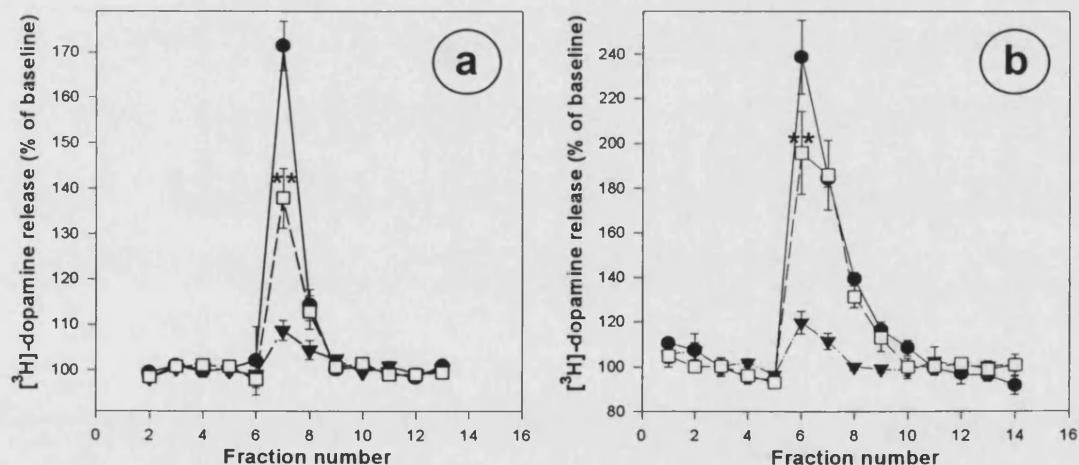 [³H]-dopamine release (% of baseline)
170
160
150
140
130
120
110
100
**
a
0 2 4 6 8 10 12 14 16
Fraction number
[³H]-dopamine release (% of baseline)
240
220
200
180
160
140
120
100
80
**
b
0 2 4 6 8 10 12 14 16
Fraction number